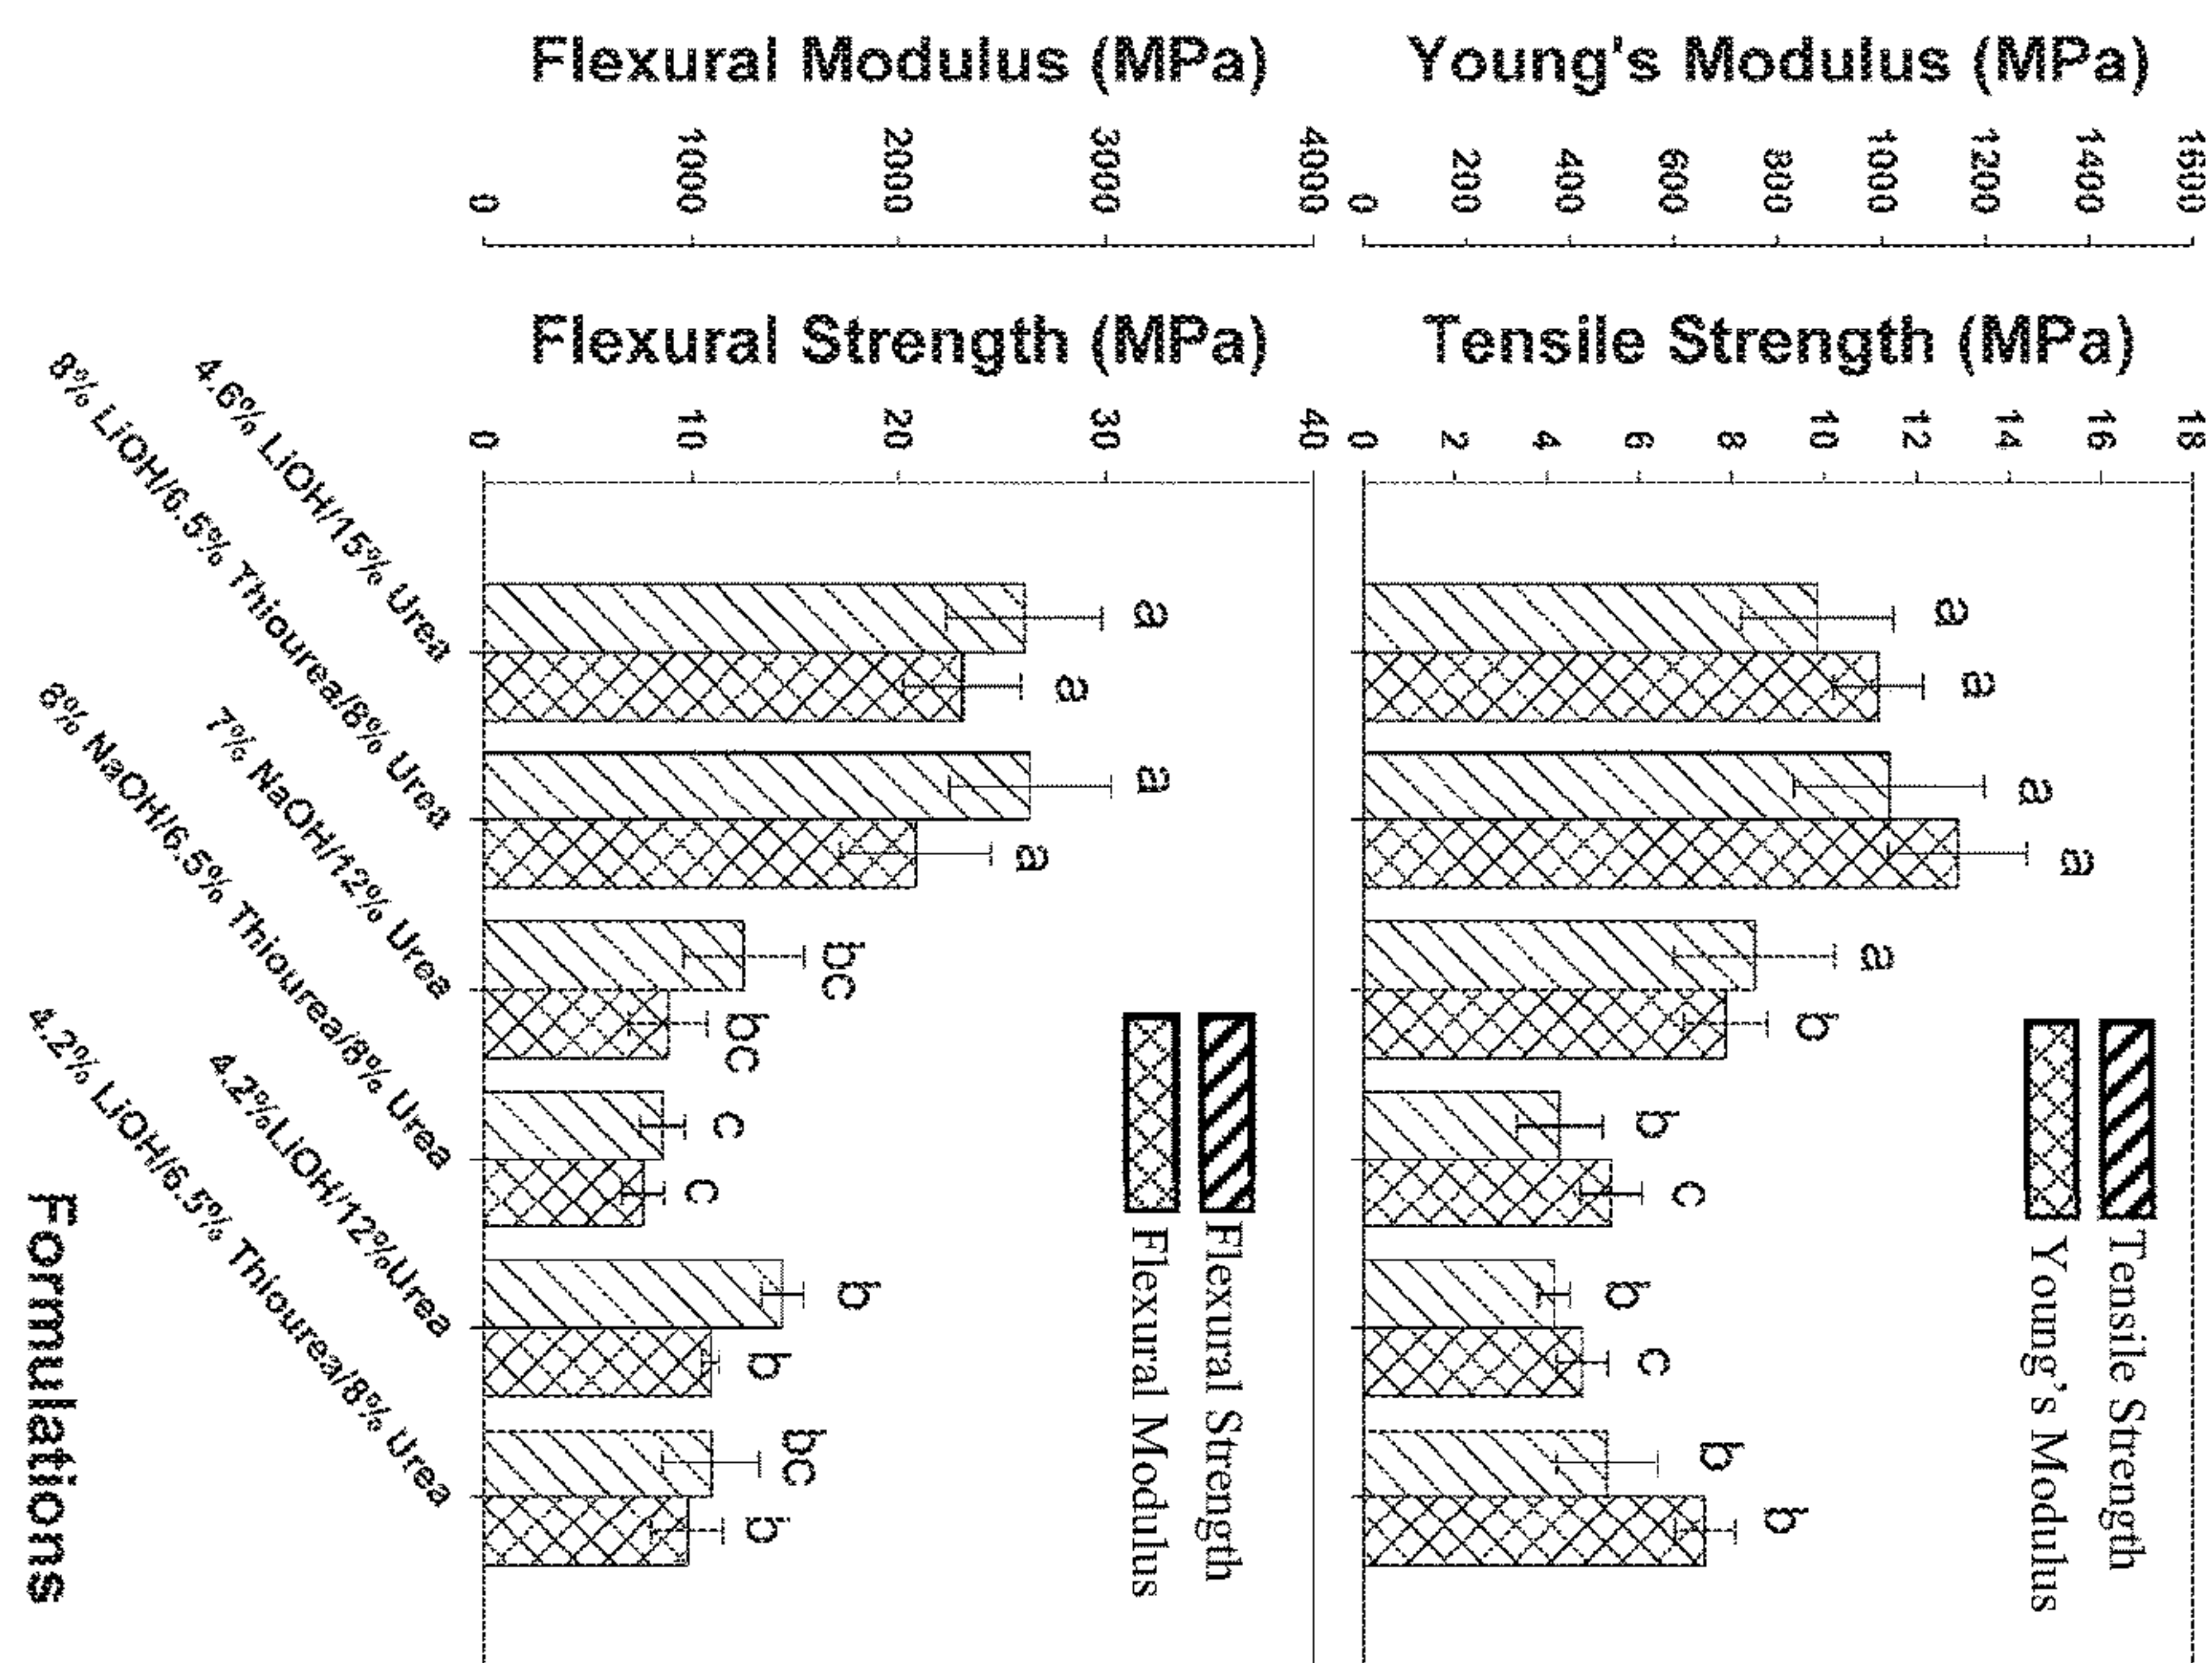 Young's Modulus (MPa)
1600
1400
1200
1000
800
600
400
200
0
Tensile Strength (MPa)
18
16
14
12
10
8
6
4
2
0
Tensile Strength
Young's Modulus
a
a
a
a
a
b
b
c
b
c
b
b
Flexural Modulus (MPa)
4000
3000
2000
1000
0
Flexural Strength (MPa)
40
30
20
10
0
Flexural Strength
Flexural Modulus
a
a
a
a
bc
bc
c
c
b
b
bc
b
4.6% LiOH/15% Urea
8% LiOH/6.5% Thiourea/8% Urea
7% NaOH/12% Urea
8% NaOH/6.5% Thiourea/8% Urea
4.2%LiOH/12%Urea
4.2% LiOH/6.5% Thiourea/8% Urea
Formulations